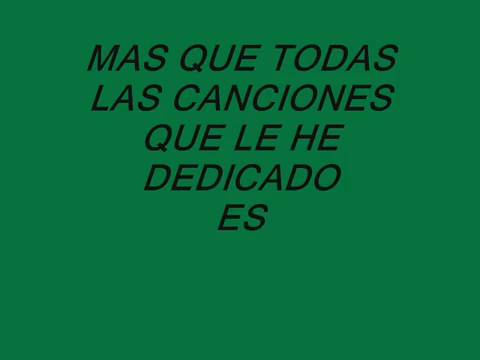 MAS QUE TODAS
LAS CANCIONES
QUE LE HE
DEDICADO
ES